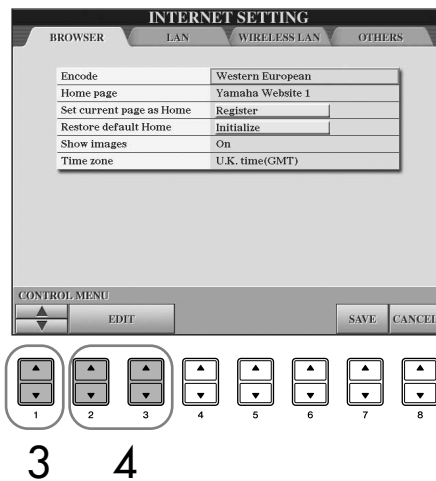 INTERNET SETTING
BROWSER LAN WIRELESS LAN OTHERS
Encode Western European
Home page Yamaha Website 1
Set current page as Home Register
Restore default Home Initialize
Show images On
Time zone U.K. time(GMT)
CONTROL MENU
EDIT SAVE CANCEL
1 2 3 4 5 6 7 8
3 4